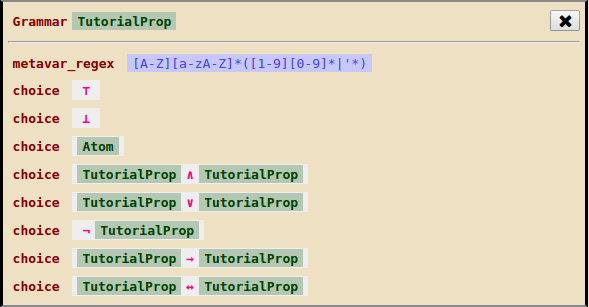 Grammar TutorialProp
metavar_regex [A-Z][a-zA-Z]*([1-9][0-9]*|'*)
choice ⊤
choice ⊥
choice Atom
choice TutorialProp ∧ TutorialProp
choice TutorialProp ∨ TutorialProp
choice ¬ TutorialProp
choice TutorialProp → TutorialProp
choice TutorialProp ↔ TutorialProp